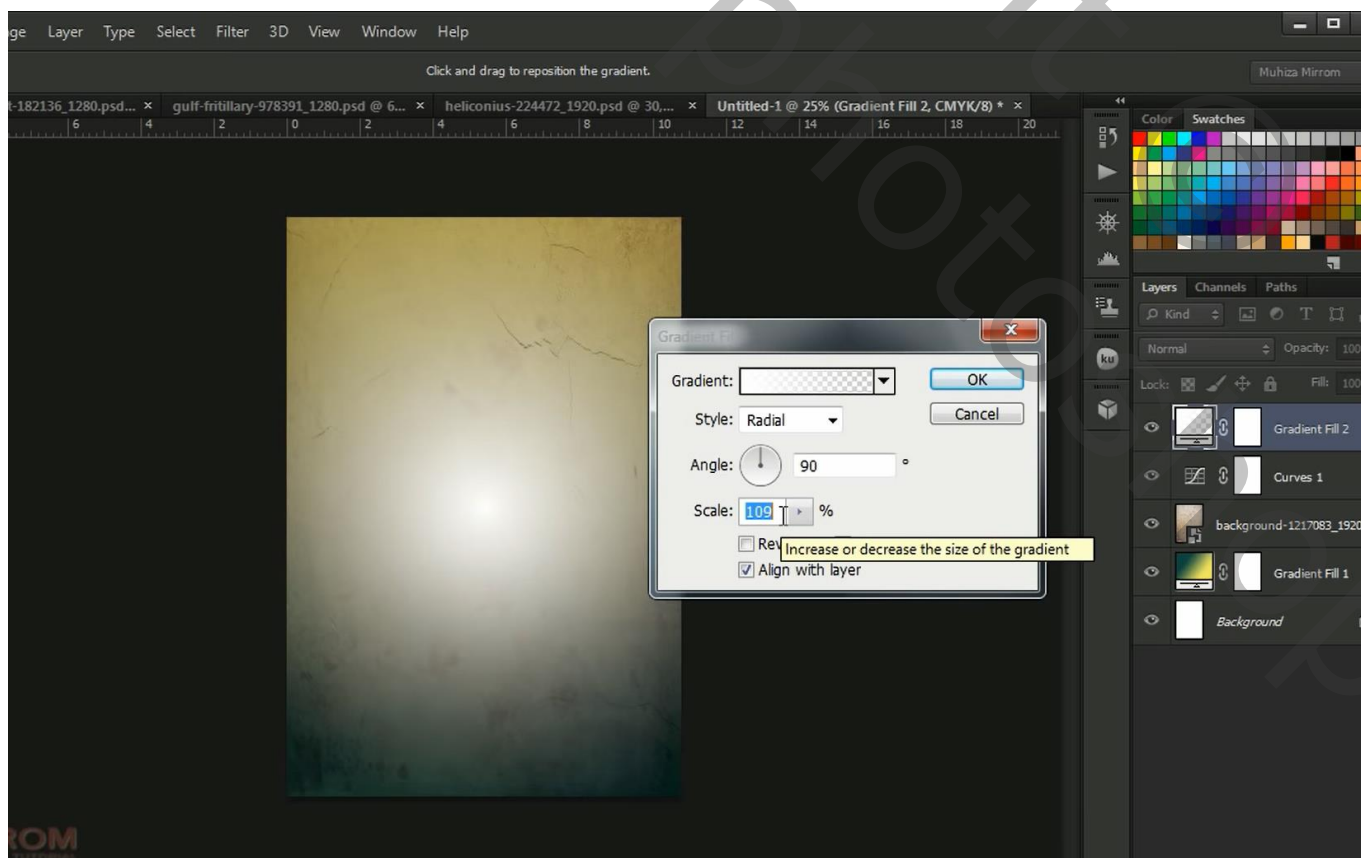 ge Layer Type Select Filter 3D View Window Help
Click and drag to reposition the gradient.
Muhiza Mirrom
t-182136_1280.psd... × gulf-fritillary-978391_1280.psd @ 6... × heliconius-224472_1920.psd @ 30,... × Untitled-1 @ 25% (Gradient Fill 2, CMYK/8) * ×
6 4 2 0 2 4 6 8 10 12 14 16 18 20
Color Swatches
Layers Channels Paths
Kind
Normal Opacity: 100
Lock: Fill: 100
Gradient Fill 2
Curves 1
background-1217083_1920
Gradient Fill 1
Background
Gradient Fi
Gradient: OK
Style: Radial Cancel
Angle: 90 °
Scale: 109 %
Rev
Increase or decrease the size of the gradient
Align with layer
ku
ROM
photoshop